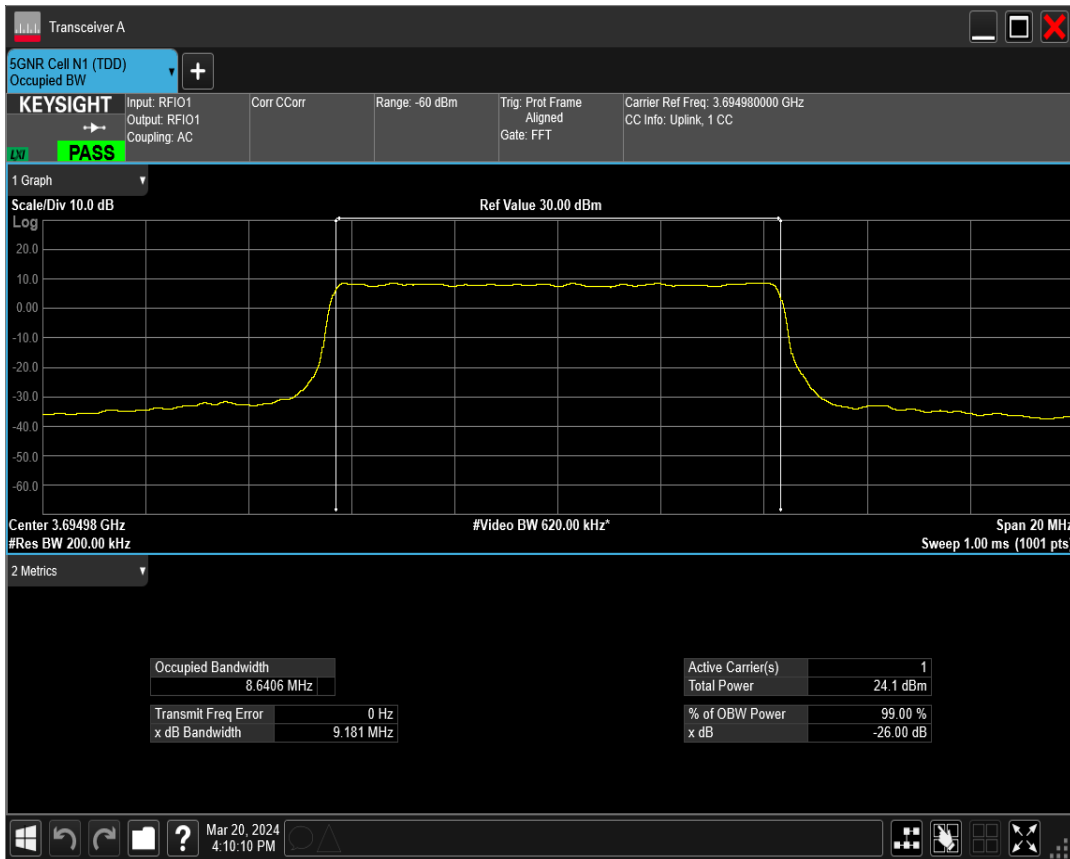 Transceiver A
5GNR Cell N1 (TDD)
Occupied BW
+
KEYSIGHT
LXI
PASS
Input: RFIO1
Output: RFIO1
Coupling: AC
Corr CCorr
Range: -60 dBm
Trig: Prot Frame
Aligned
Gate: FFT
Carrier Ref Freq: 3.694980000 GHz
CC Info: Uplink, 1 CC
1 Graph
Scale/Div 10.0 dB
Ref Value 30.00 dBm
Log
20.0
10.0
0.00
-10.0
-20.0
-30.0
-40.0
-50.0
-60.0
Center 3.69498 GHz
#Video BW 620.00 kHz*
Span 20 MHz
#Res BW 200.00 kHz
Sweep 1.00 ms (1001 pts)
2 Metrics
Occupied Bandwidth
8.6406 MHz
Transmit Freq Error 0 Hz
x dB Bandwidth 9.181 MHz
Active Carrier(s) 1
Total Power 24.1 dBm
% of OBW Power 99.00 %
x dB -26.00 dB
?
Mar 20, 2024
4:10:10 PM